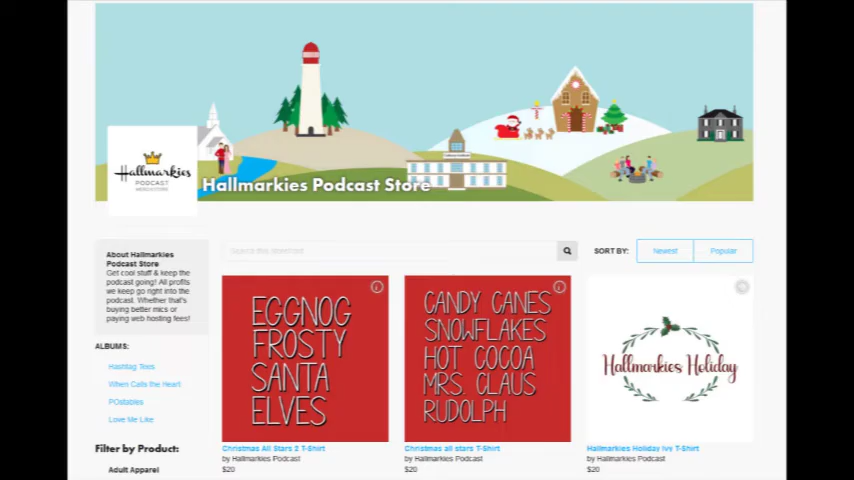 Hallmarkies
PODCAST
Hallmarkies Podcast Store
About Hallmarkies
Podcast Store
Get cool stuff & keep the
podcast going! All profits
we keep go right into the
podcast. Whether that's
buying better mics or
paying web hosting fees!
Search this storefront
SORT BY:
Newest
Popular
ALBUMS:
Hashtag Tees
When Calls the Heart
POstables
Love Me Like
Filter by Product:
Adult Apparel
EGGNOG
FROSTY
SANTA
ELVES
Christmas All Stars 2 T-Shirt
by Hallmarkies Podcast
$20
CANDY CANES
SNOWFLAKES
HOT COCOA
MRS. CLAUS
RUDOLPH
Christmas all stars T-Shirt
by Hallmarkies Podcast
$20
Hallmarkies Holiday
Hallmarkies Holiday Ivy T-Shirt
by Hallmarkies Podcast
$20